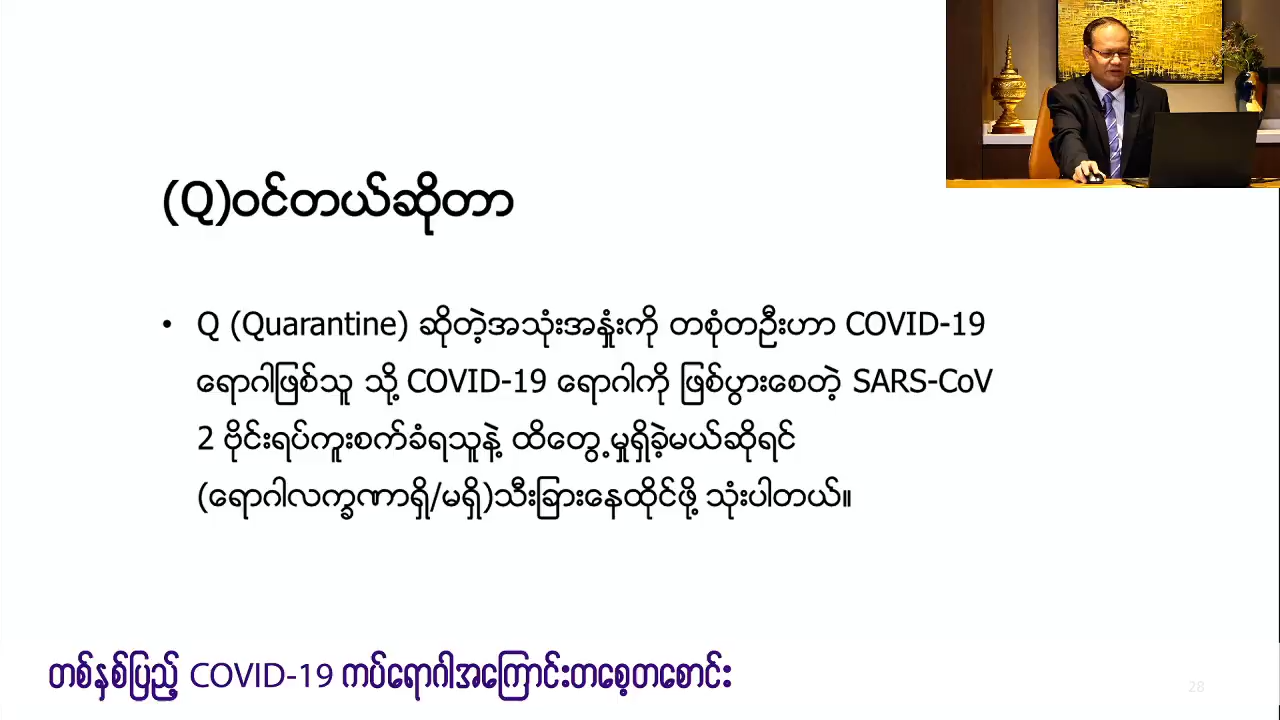 (Q)ဝင်တယ်ဆိုတာ
• Q (Quarantine) ဆိုတဲ့အသုံးအနှုံးကို တစုံတဦးဟာ COVID-19
ရောဂါဖြစ်သူ သို့ COVID-19 ရောဂါကို ဖြစ်ပွားစေတဲ့ SARS-CoV
2 ဗိုင်းရပ်ကူးစက်ခံရသူနဲ့ ထိတွေ့မှုရှိခဲ့မယ်ဆိုရင်
(ရောဂါလက္ခဏာရှိ/မရှိ)သီးခြားနေထိုင်ဖို့ သုံးပါတယ်။
တစ်နှစ်ပြည့် COVID-19 ကပ်ရောဂါအကြောင်းတစေ့တစောင်း
28